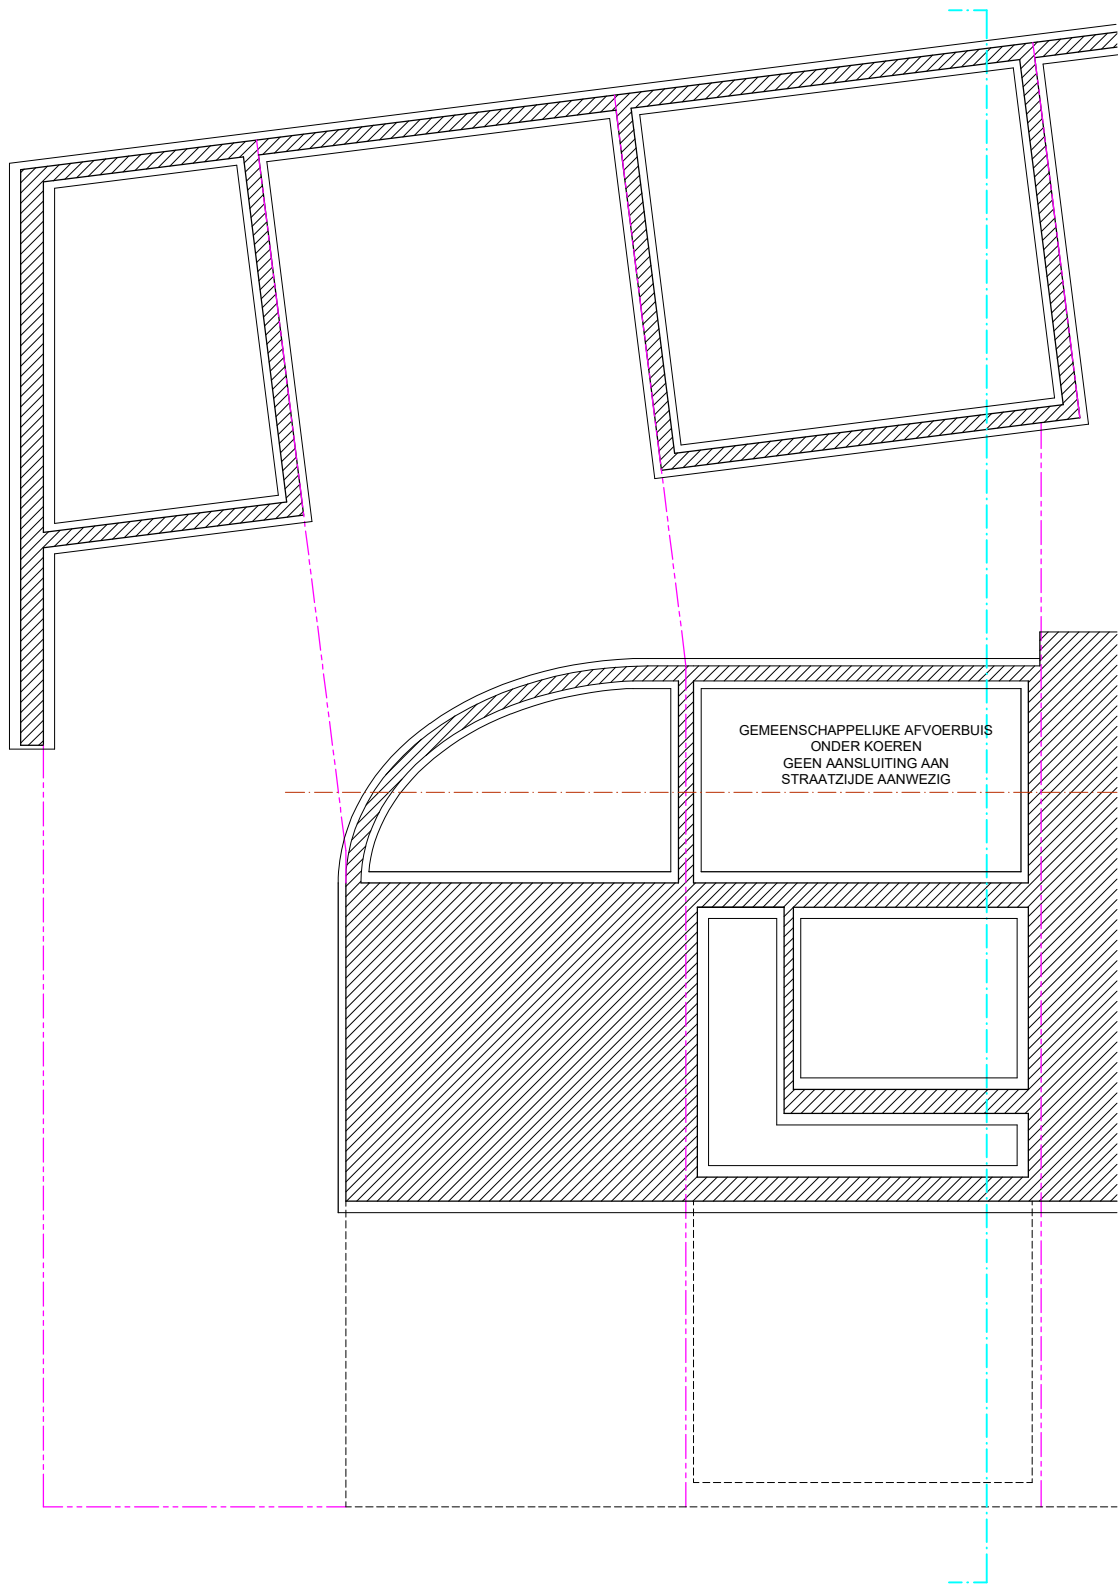 GEMEENSCHAPPELIJKE AFVOERBUIS
ONDER KOEREN
GEEN AANSLUITING AAN
STRAATZIJDE AANWEZIG